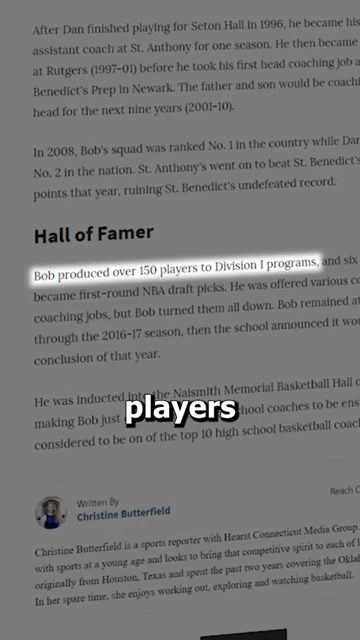 After Dan finished playing for Seton Hall in 1996, he became his
assistant coach at St. Anthony for one season. He then became
at Rutgers (1997-01) before he took his first head coaching job a
Benedict's Prep in Newark. The father and son would be coachi
head for the next nine years (2001-10).
In 2008, Bob's squad was ranked No. 1 in the country while Dan
No. 2 in the nation. St. Anthony's went on to beat St. Benedict's
points that year, ruining St. Benedict's undefeated record.
Hall of Famer
Bob produced over 150 players to Division I programs, and six
became first-round NBA draft picks. He was offered various co
coaching jobs, but Bob turned them all down. Bob remained at
through the 2016-17 season, then the school announced it wou
conclusion of that year.
He was inducted into the Naismith Memorial Basketball Hall o
making Bob just school coaches to be ens
players
considered to be on of the top 10 high school basketball coac
Written By
Reach C
Christine Butterfield
Christine Butterfield is a sports reporter with Hearst Connecticut Media Group.
with sports at a young age and looks to bring that competitive spirit to each of h
originally from Houston, Texas and spent the past two years covering the Oklah
In her spare time, she enjoys working out, exploring and watching basketball.